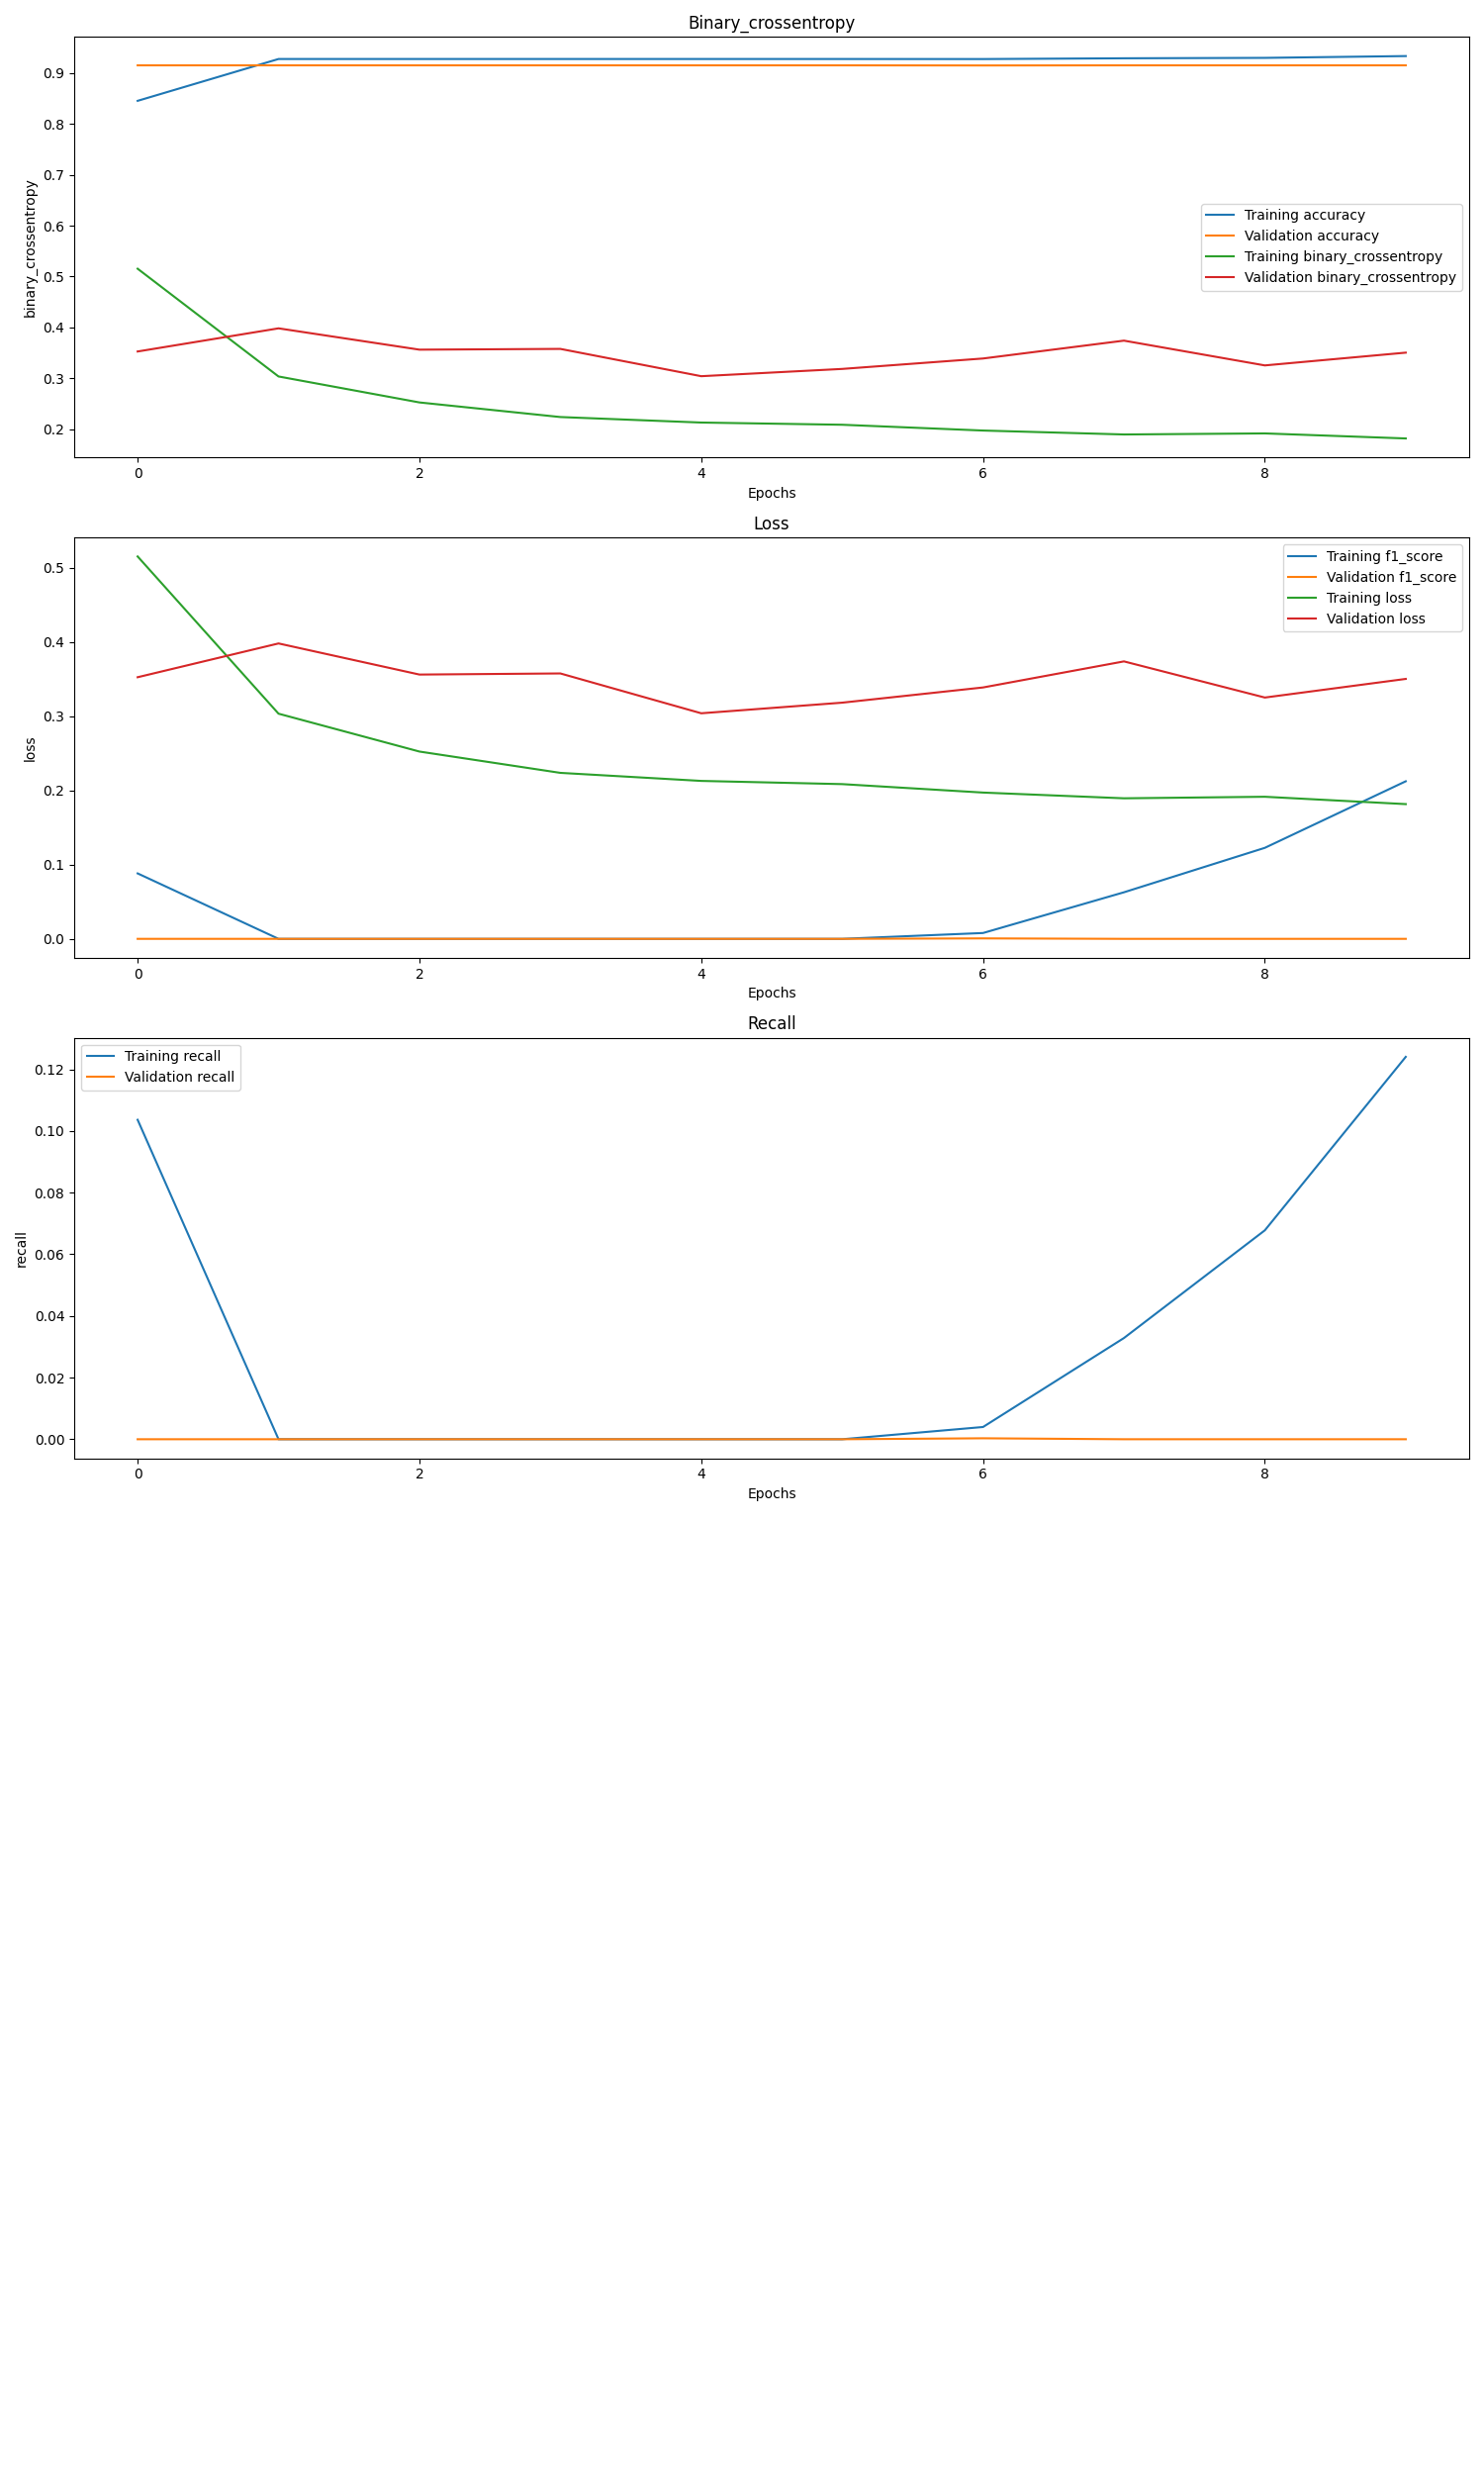 Binary_crossentropy
0.9
0.8
0.7
0.6
0.5
0.4
0.3
0.2
binary_crossentropy
Training accuracy
Validation accuracy
Training binary_crossentropy
Validation binary_crossentropy
0 2 4 6 8
Epochs
Loss
0.5
0.4
0.3
0.2
0.1
0.0
loss
Training f1_score
Validation f1_score
Training loss
Validation loss
0 2 4 6 8
Epochs
Recall
0.12
0.10
0.08
0.06
0.04
0.02
0.00
recall
Training recall
Validation recall
0 2 4 6 8
Epochs